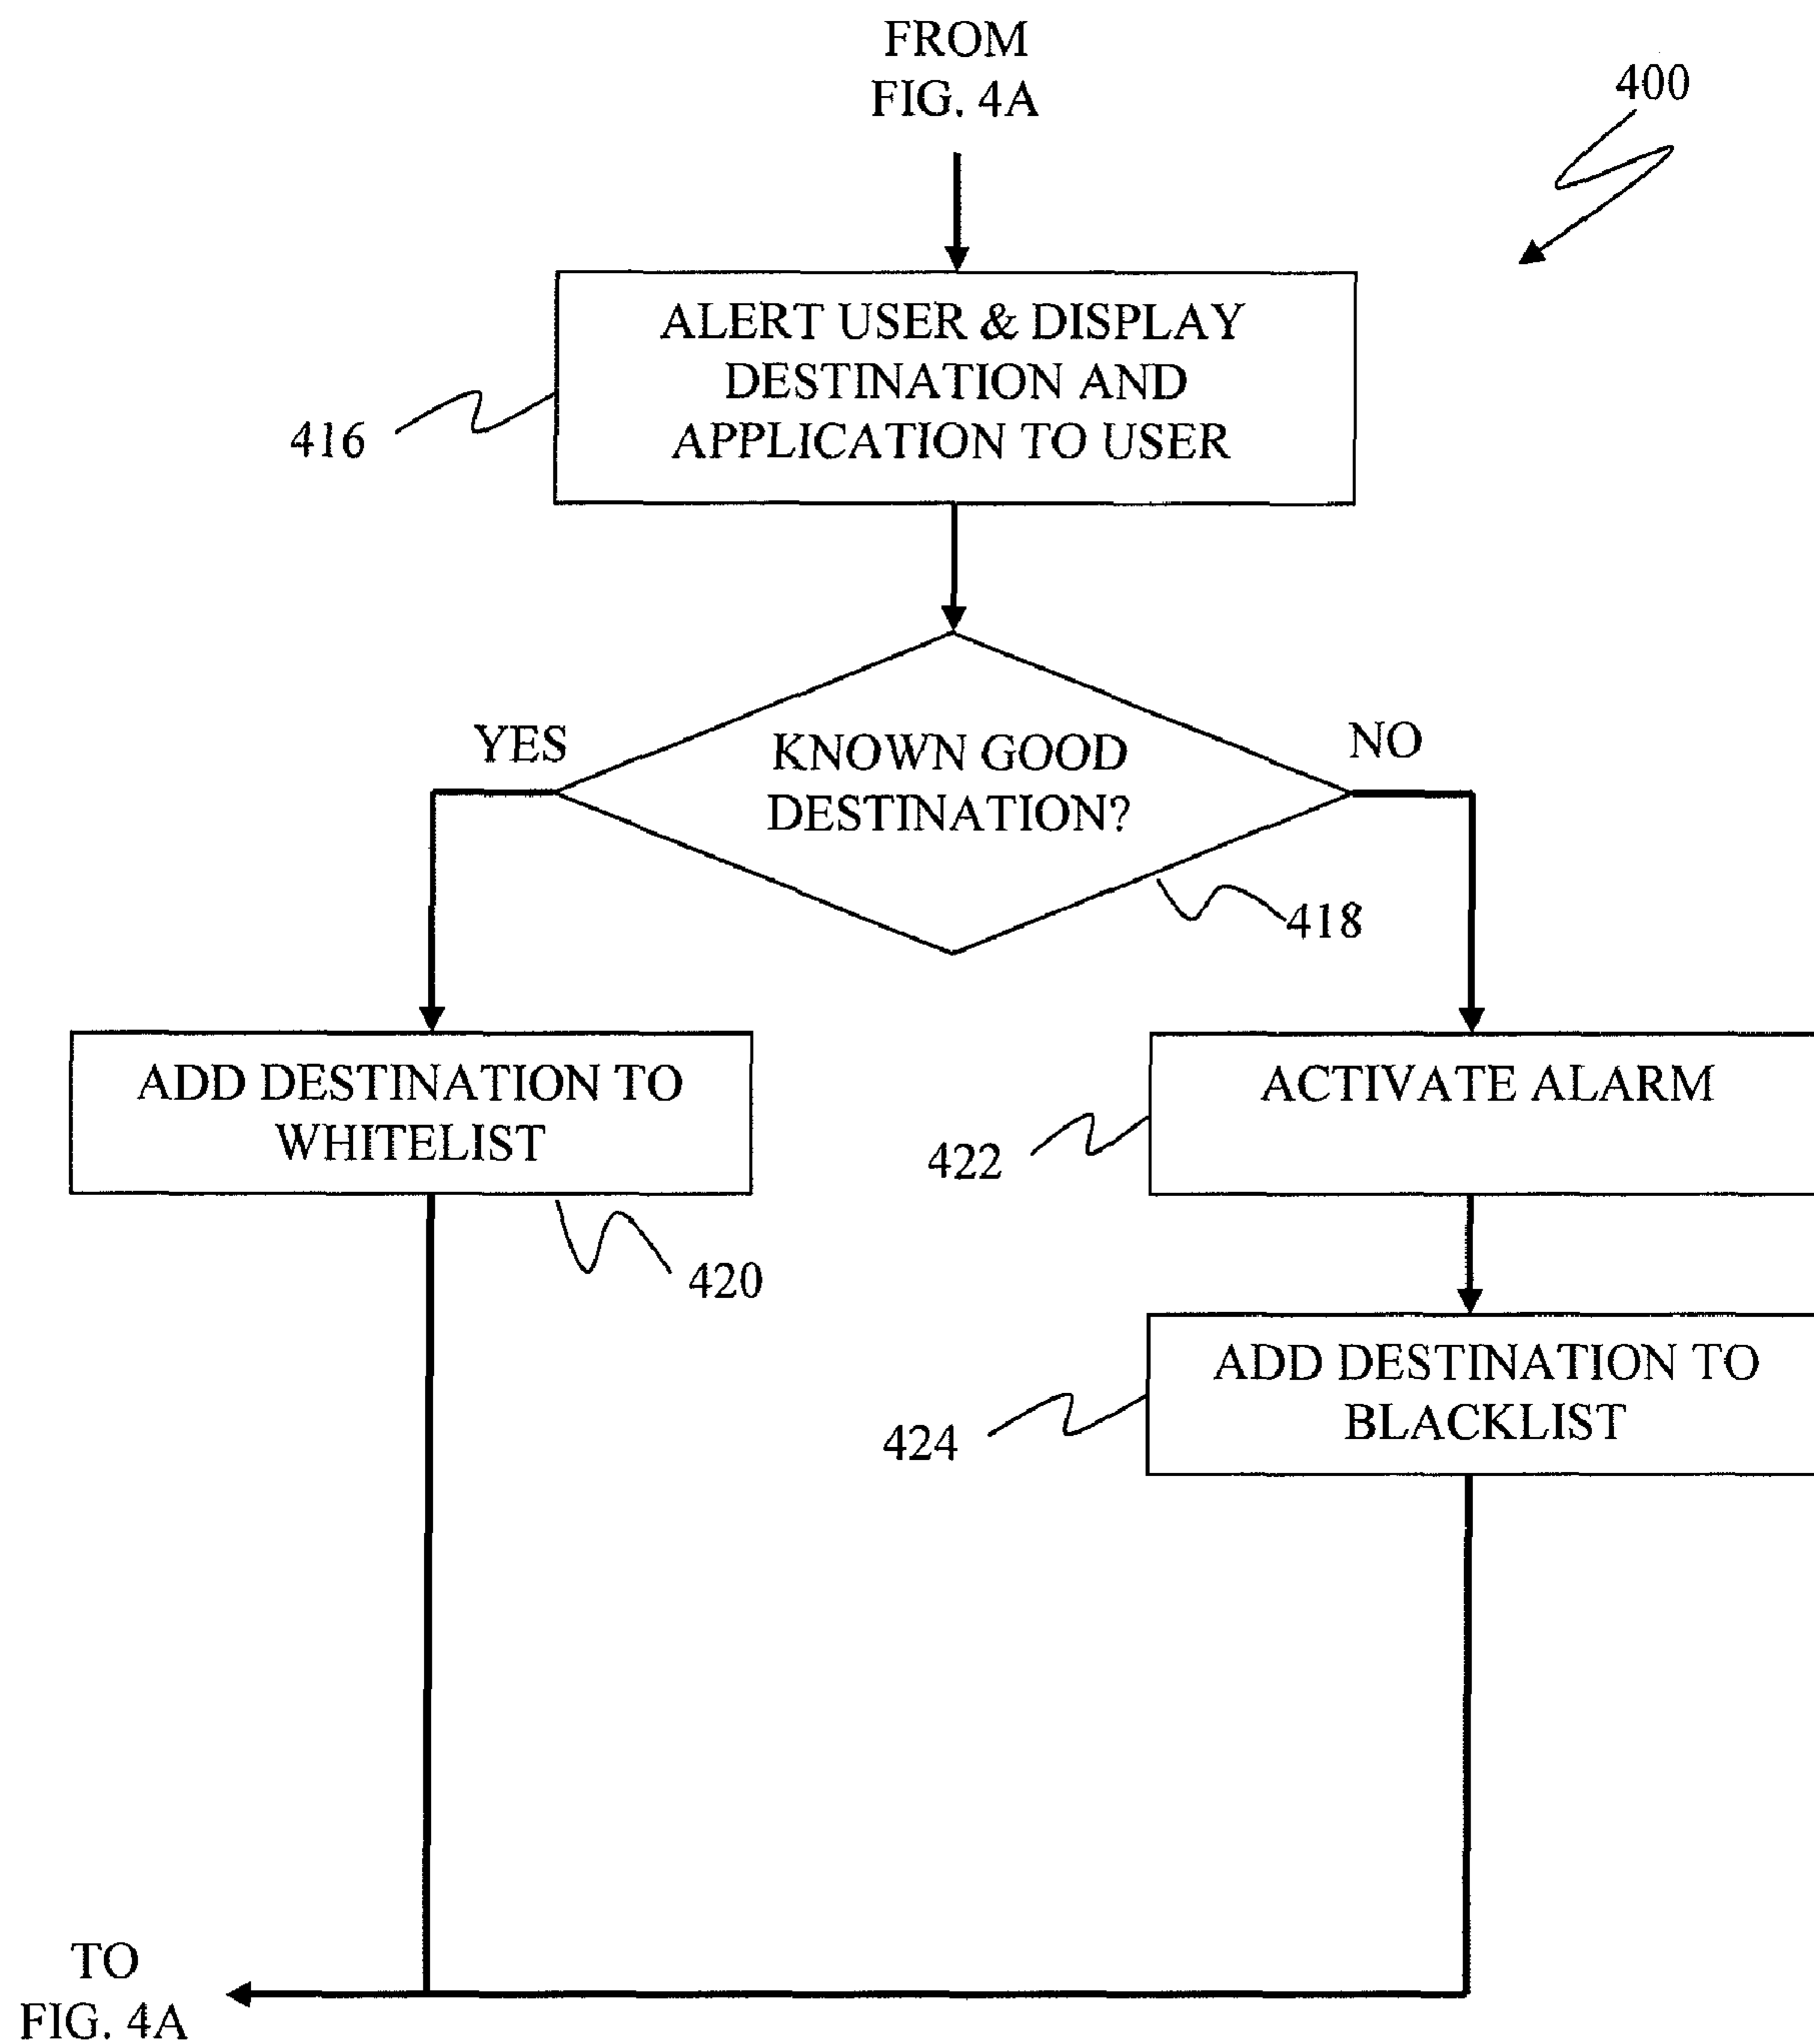 FROM
FIG. 4A
400
ALERT USER & DISPLAY
DESTINATION AND
APPLICATION TO USER
416
YES
KNOWN GOOD
DESTINATION?
NO
418
ADD DESTINATION TO
WHITELIST
420
ACTIVATE ALARM
422
ADD DESTINATION TO
BLACKLIST
424
TO
FIG. 4A